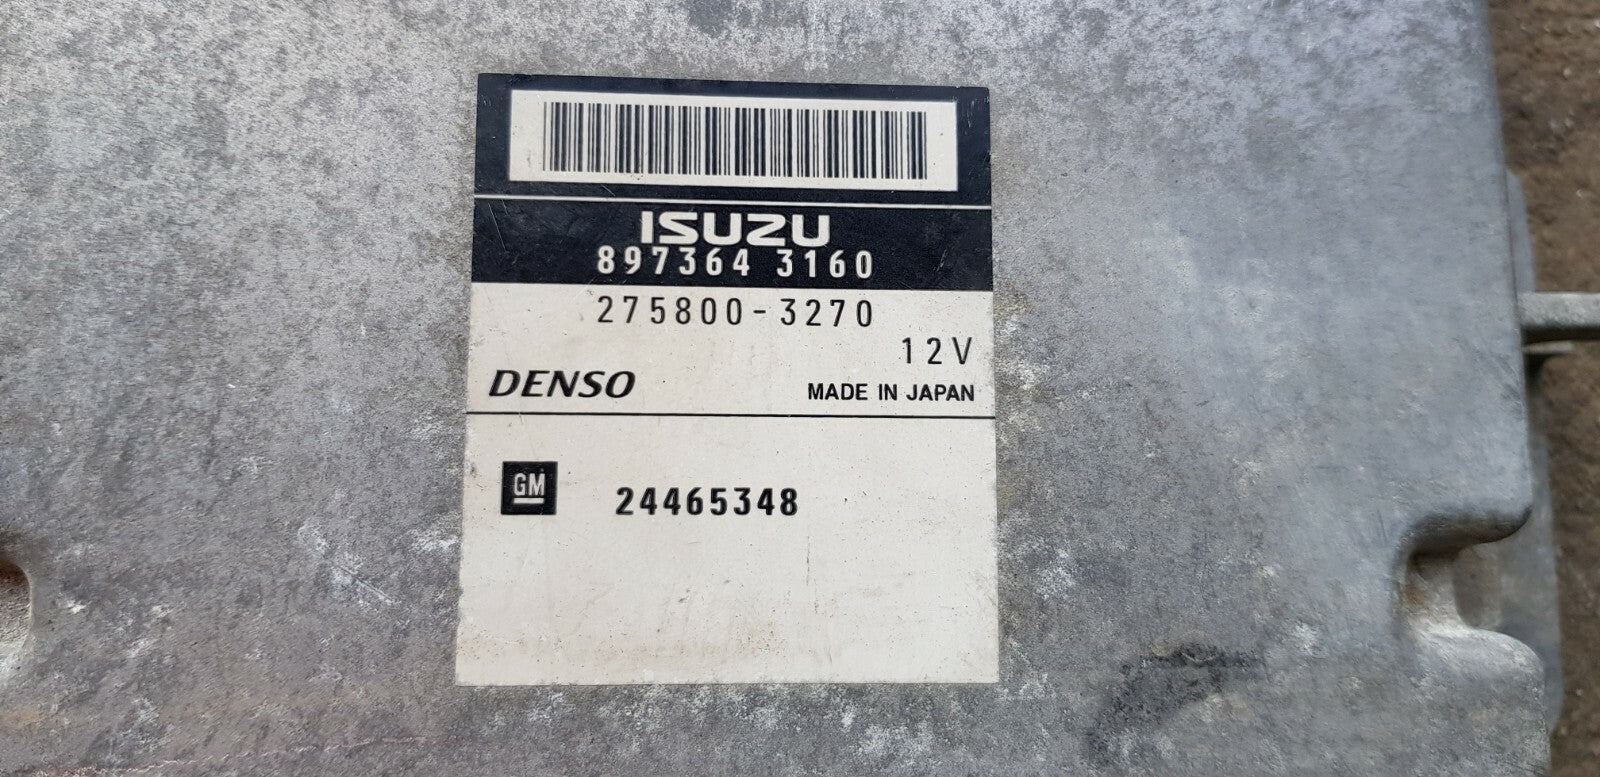 ISUZU
897364 3160
275800-3270
12V
DENSO MADE IN JAPAN
GM 24465348